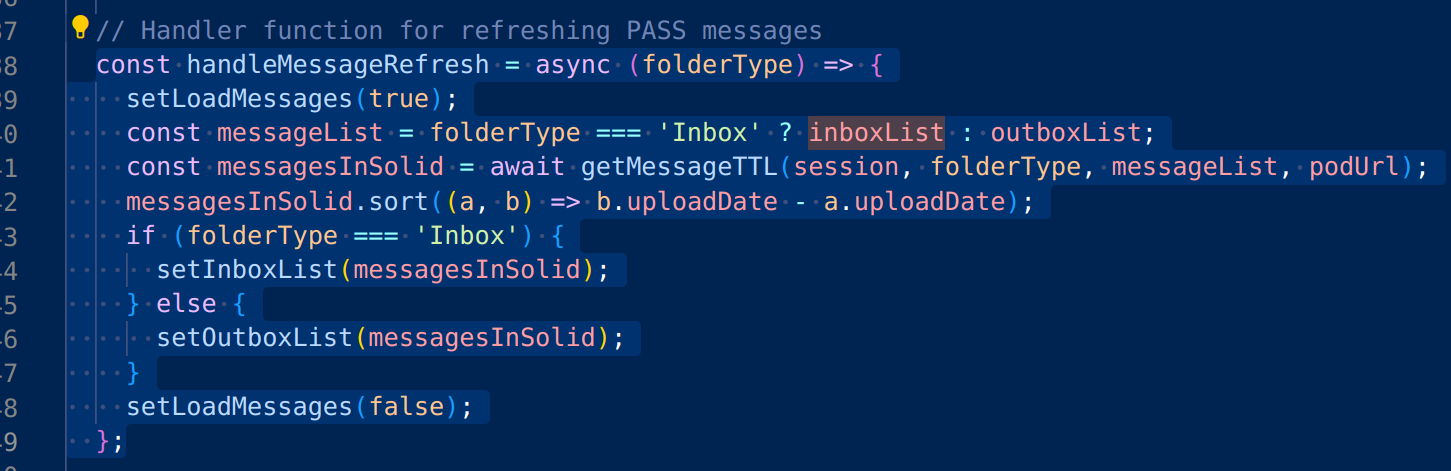 37 // Handler function for refreshing PASS messages
38 const handleMessageRefresh = async (folderType) => {
39 setLoadMessages(true);
40 const messageList = folderType === 'Inbox' ? inboxList : outboxList;
41 const messagesInSolid = await getMessageTTL(session, folderType, messageList, podUrl);
42 messagesInSolid.sort((a, b) => b.uploadDate - a.uploadDate);
43 if (folderType === 'Inbox') {
44 setInboxList(messagesInSolid);
45 } else {
46 setOutboxList(messagesInSolid);
47 }
48 setLoadMessages(false);
49 };